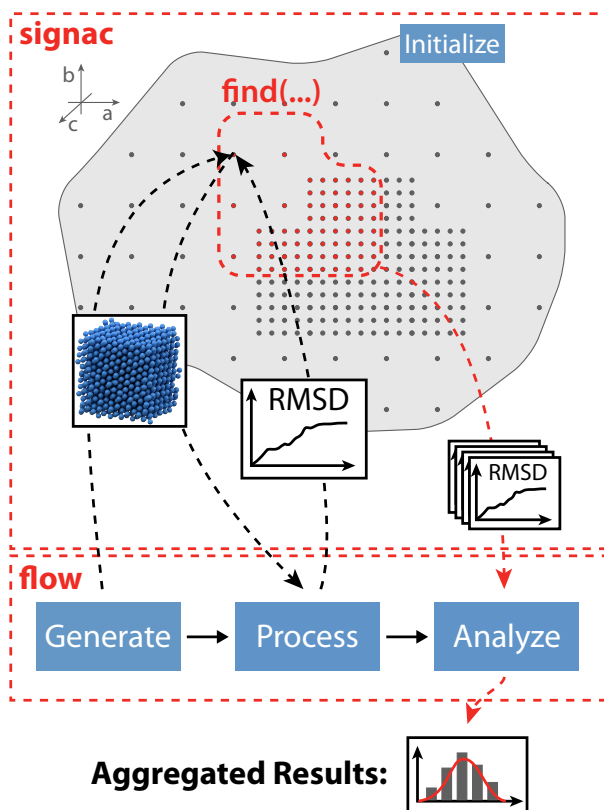 signac
Initialize
b
a
c
find(...)
RMSD
RMSD
flow
Generate
Process
Analyze
Aggregated Results: